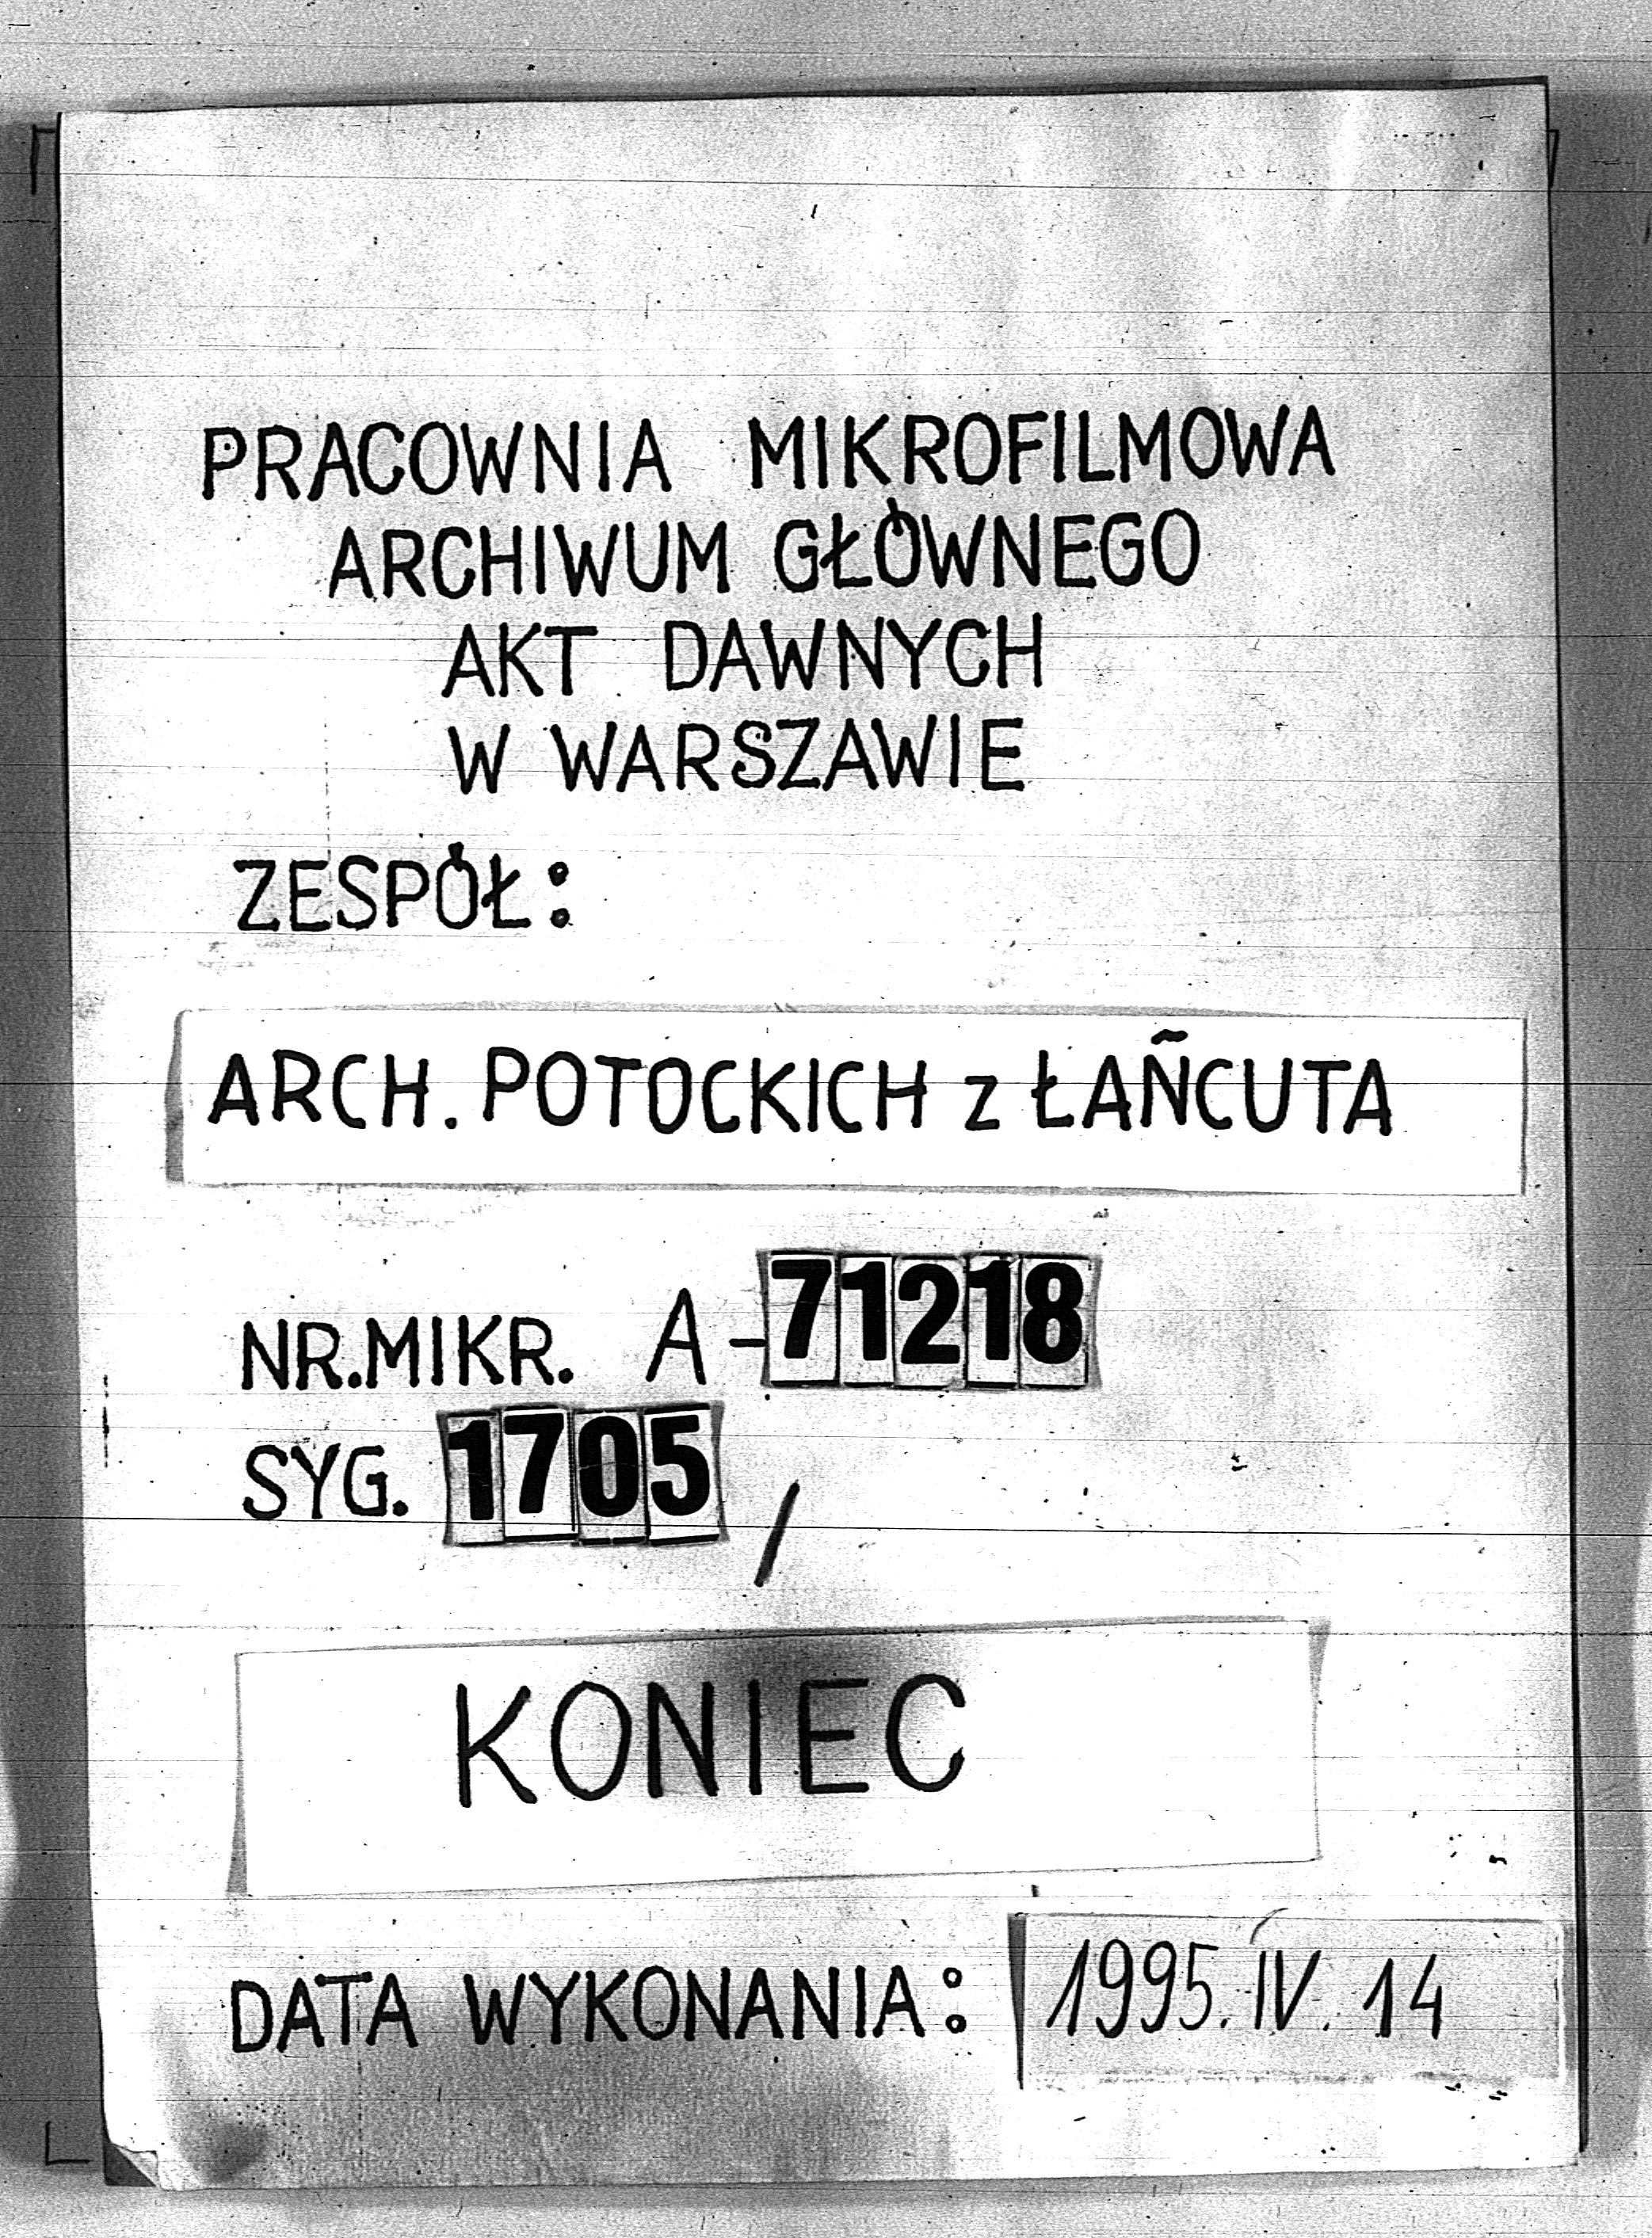 PRACOWNIA MIKROFILMOWA
ARCHIWUM GŁÓWNEGO
AKT DAWNYCH
W WARSZAWIE
ZESPÓŁ:
ARCH. POTOCKICH z ŁAŃCUTA
NR.MIKR. A-71218
SYG. 1705 /
KONIEC
DATA WYKONANIA: 1995.IV.14